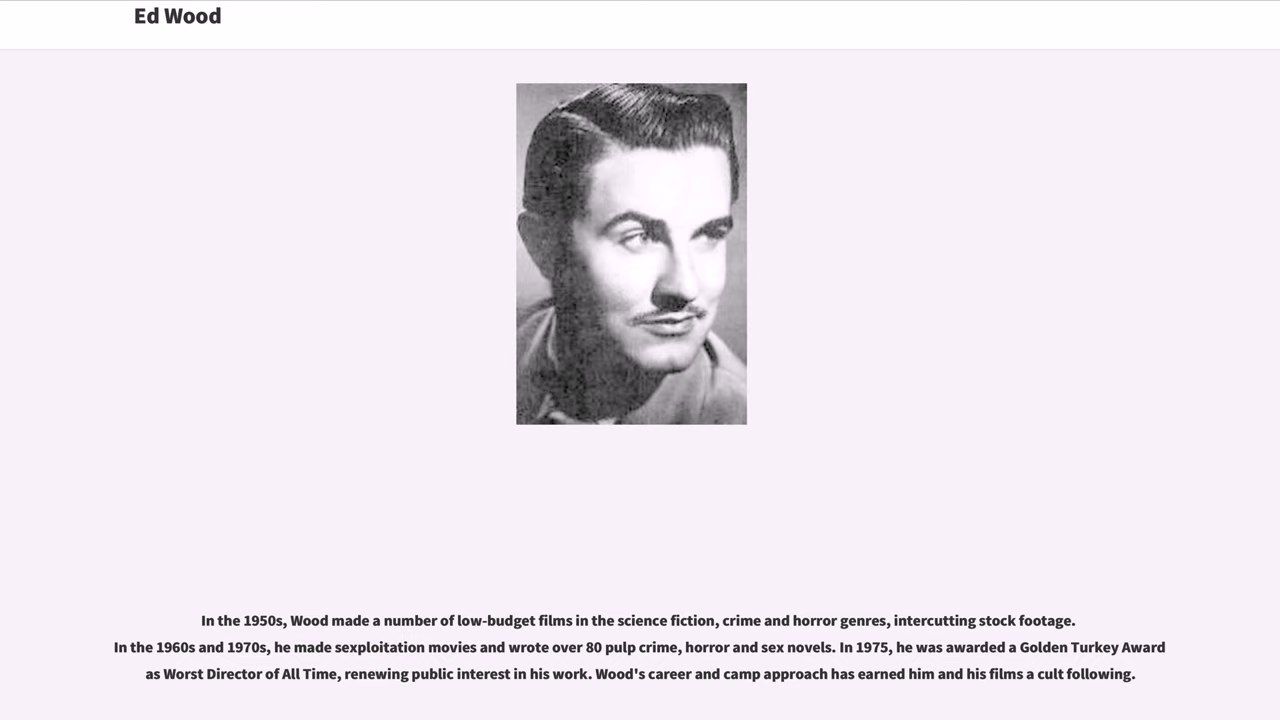 Ed Wood
In the 1950s, Wood made a number of low-budget films in the science fiction, crime and horror genres, intercutting stock footage.
In the 1960s and 1970s, he made sexploitation movies and wrote over 80 pulp crime, horror and sex novels. In 1975, he was awarded a Golden Turkey Award
as Worst Director of All Time, renewing public interest in his work. Wood's career and camp approach has earned him and his films a cult following.